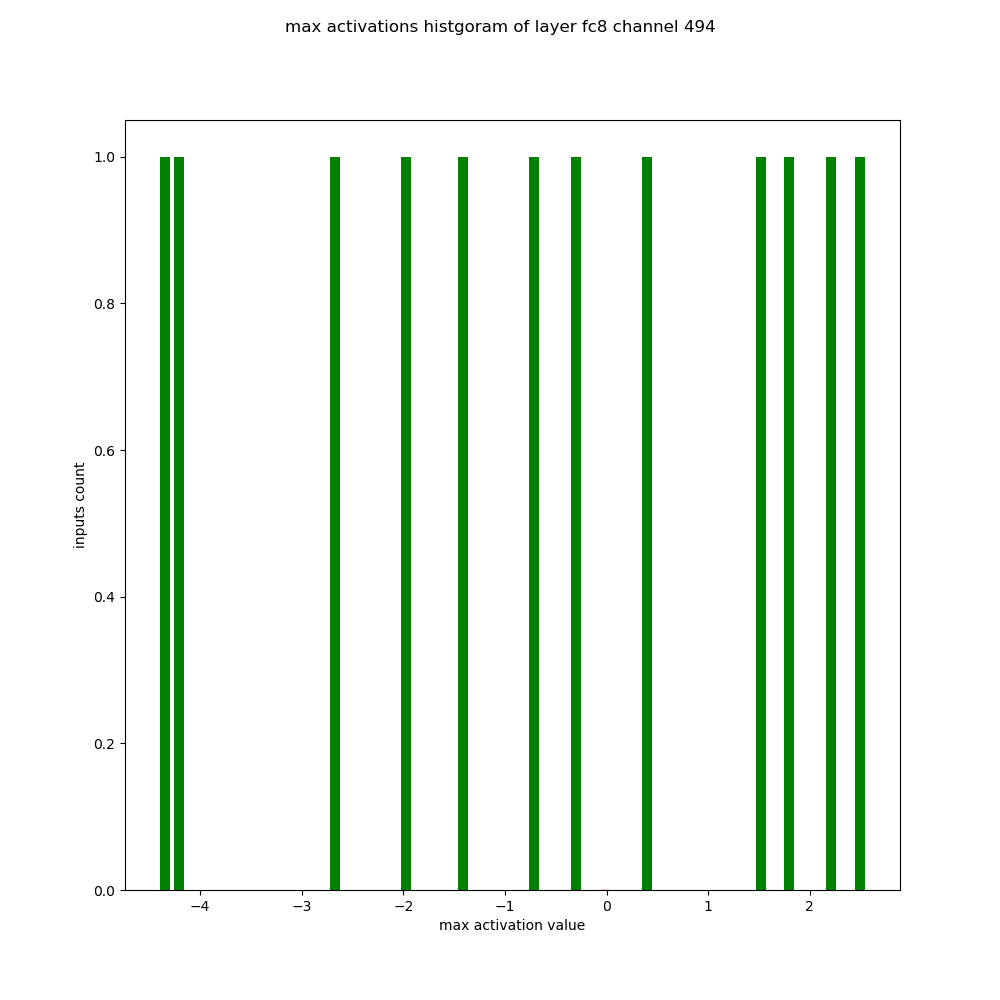 max activations histgoram of layer fc8 channel 494
1.0
0.8
0.6
0.4
0.2
0.0
inputs count
−4 −3 −2 −1 0 1 2
max activation value